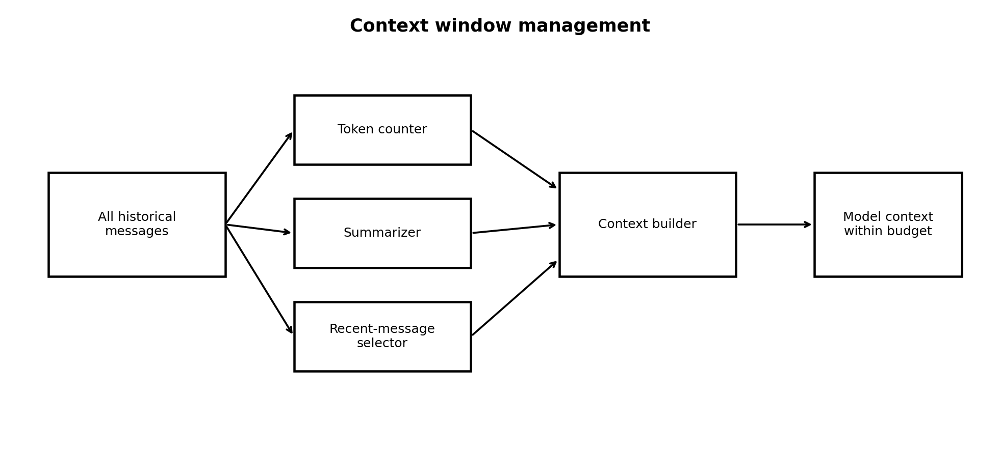 Context window management
Token counter
All historical
messages
Summarizer
Context builder
Model context
within budget
Recent-message
selector